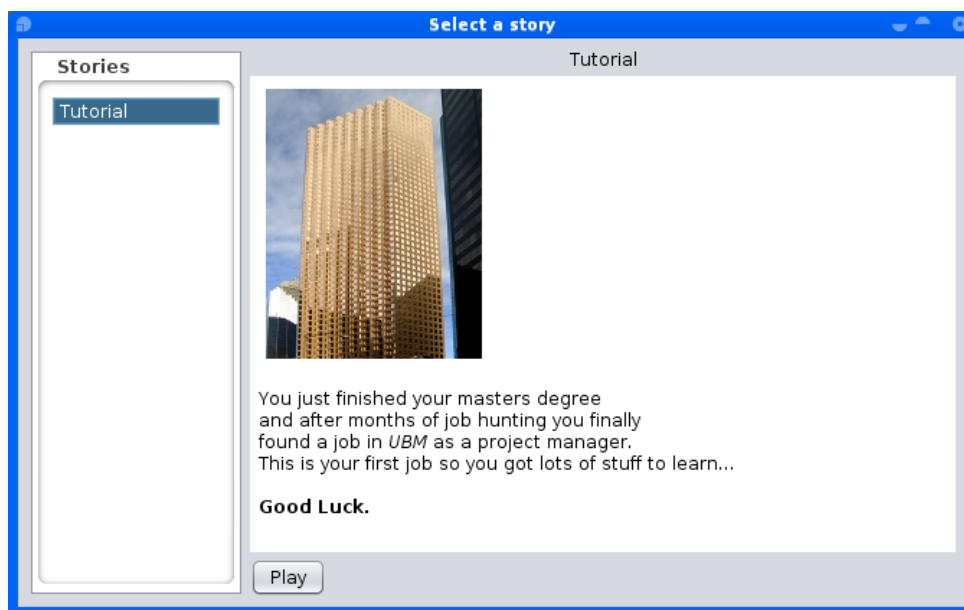 Select a story
Stories
Tutorial
Tutorial
You just finished your masters degree
and after months of job hunting you finally
found a job in UBM as a project manager.
This is your first job so you got lots of stuff to learn...
Good Luck.
Play